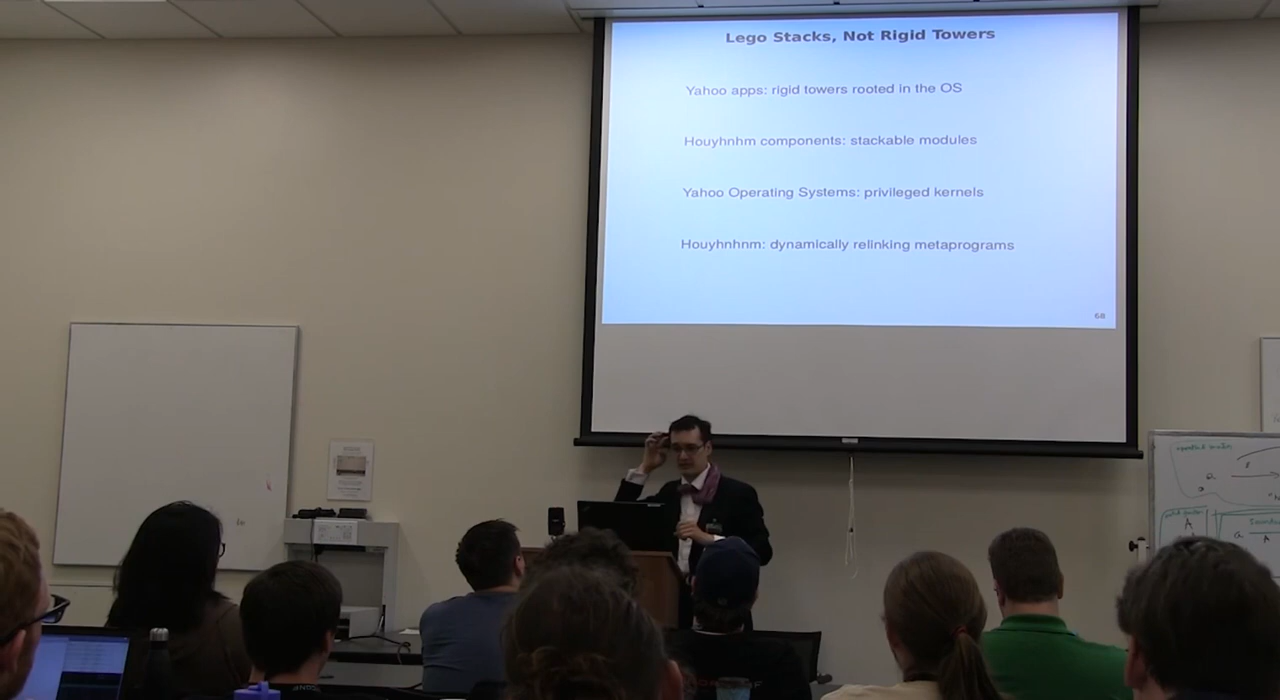 Lego Stacks, Not Rigid Towers
Yahoo apps: rigid towers rooted in the OS
Houyhnhm components: stackable modules
Yahoo Operating Systems: privileged kernels
Houyhnhnm: dynamically relinking metaprograms
68